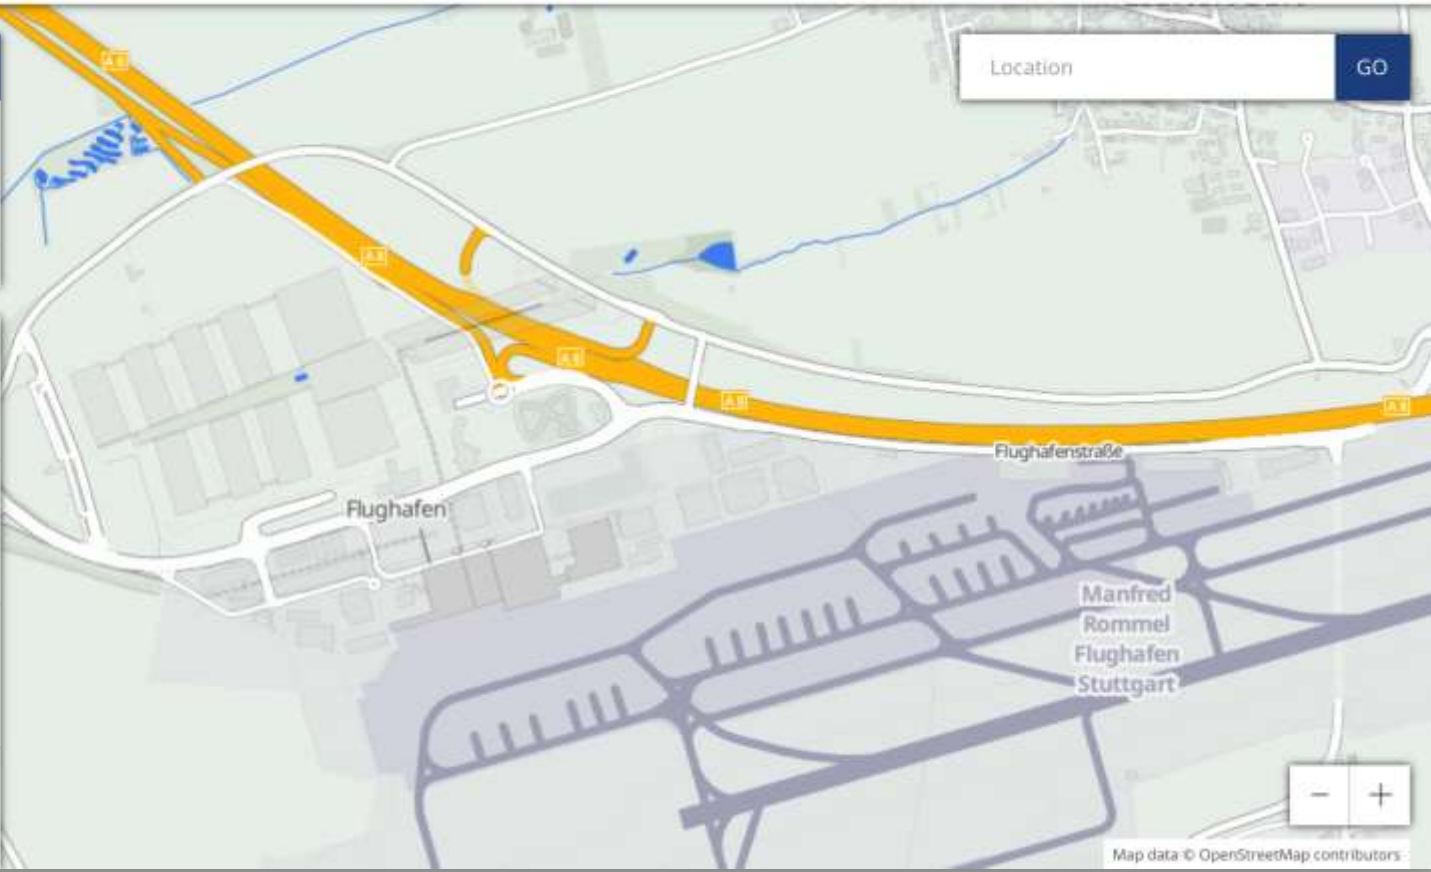 A 8
Location
GO
A 8
A 8
A 8
A 8
Flughafenstraße
Flughafen
Manfred
Rommel
Flughafen
Stuttgart
−
+
Map data © OpenStreetMap contributors